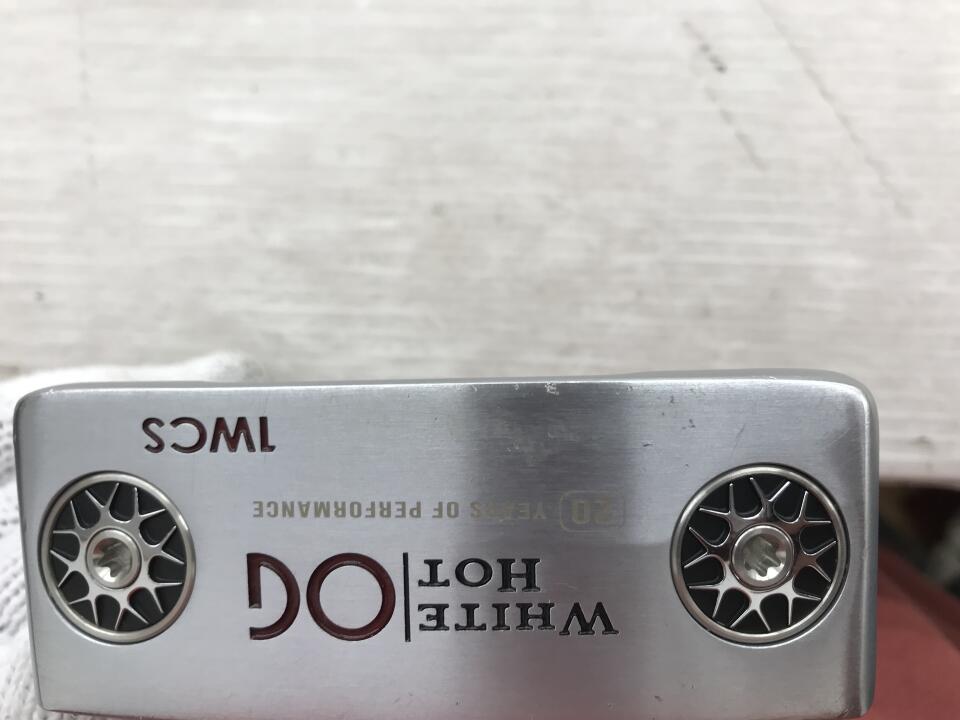 WHITE HOT OG
20 YEARS OF PERFORMANCE
1WCS